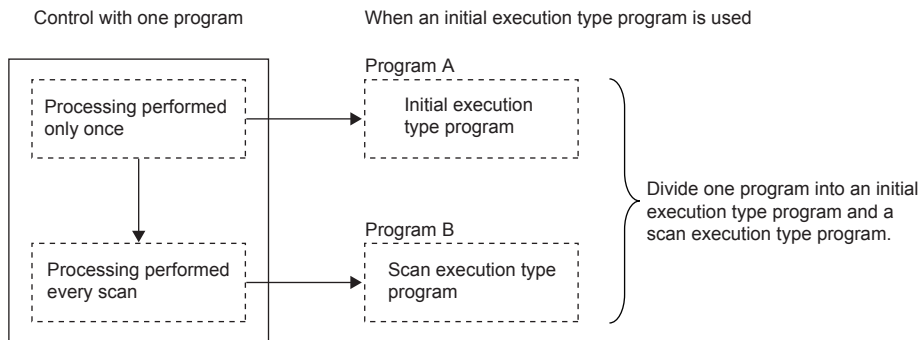 Control with one program
When an initial execution type program is used
Processing performed
only once
Processing performed
every scan
Program A
Initial execution
type program
Program B
Scan execution type
program
Divide one program into an initial
execution type program and a
scan execution type program.